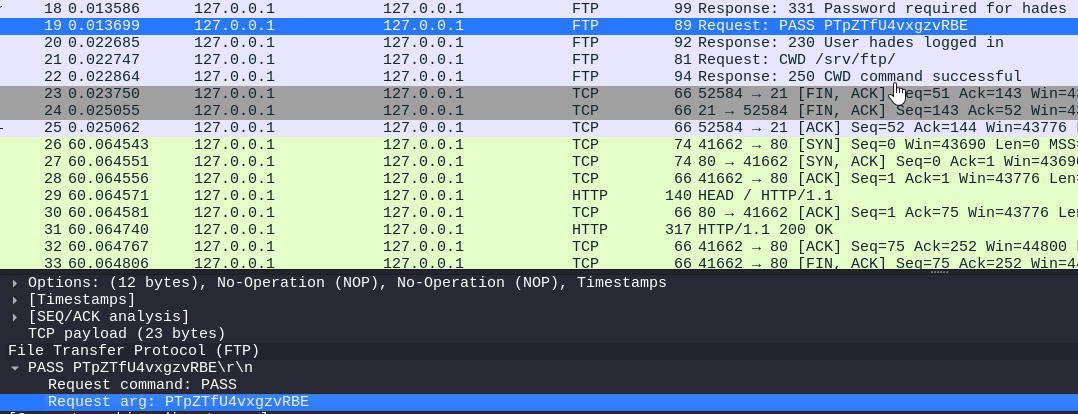 18 0.013586 127.0.0.1 127.0.0.1 FTP 99 Response: 331 Password required for hades
19 0.013699 127.0.0.1 127.0.0.1 FTP 89 Request: PASS PTpZTfU4vxgzvRBE
20 0.022685 127.0.0.1 127.0.0.1 FTP 92 Response: 230 User hades logged in
21 0.022747 127.0.0.1 127.0.0.1 FTP 81 Request: CWD /srv/ftp/
22 0.022864 127.0.0.1 127.0.0.1 FTP 94 Response: 250 CWD command successful
23 0.023750 127.0.0.1 127.0.0.1 TCP 66 52584 → 21 [FIN, ACK] Seq=51 Ack=143 Win=43
24 0.025055 127.0.0.1 127.0.0.1 TCP 66 21 → 52584 [FIN, ACK] Seq=143 Ack=52 Win=43
25 0.025062 127.0.0.1 127.0.0.1 TCP 66 52584 → 21 [ACK] Seq=52 Ack=144 Win=43776
26 60.064543 127.0.0.1 127.0.0.1 TCP 74 41662 → 80 [SYN] Seq=0 Win=43690 Len=0 MSS=
27 60.064551 127.0.0.1 127.0.0.1 TCP 74 80 → 41662 [SYN, ACK] Seq=0 Ack=1 Win=4369
28 60.064556 127.0.0.1 127.0.0.1 TCP 66 41662 → 80 [ACK] Seq=1 Ack=1 Win=43776 Len=
29 60.064571 127.0.0.1 127.0.0.1 HTTP 140 HEAD / HTTP/1.1
30 60.064581 127.0.0.1 127.0.0.1 TCP 66 80 → 41662 [ACK] Seq=1 Ack=75 Win=43776 Le
31 60.064740 127.0.0.1 127.0.0.1 HTTP 317 HTTP/1.1 200 OK
32 60.064767 127.0.0.1 127.0.0.1 TCP 66 41662 → 80 [ACK] Seq=75 Ack=252 Win=44800
33 60.064806 127.0.0.1 127.0.0.1 TCP 66 41662 → 80 [FIN, ACK] Seq=75 Ack=252 Win=44
Options: (12 bytes), No-Operation (NOP), No-Operation (NOP), Timestamps
[Timestamps]
[SEQ/ACK analysis]
TCP payload (23 bytes)
File Transfer Protocol (FTP)
PASS PTpZTfU4vxgzvRBE\r\n
Request command: PASS
Request arg: PTpZTfU4vxgzvRBE